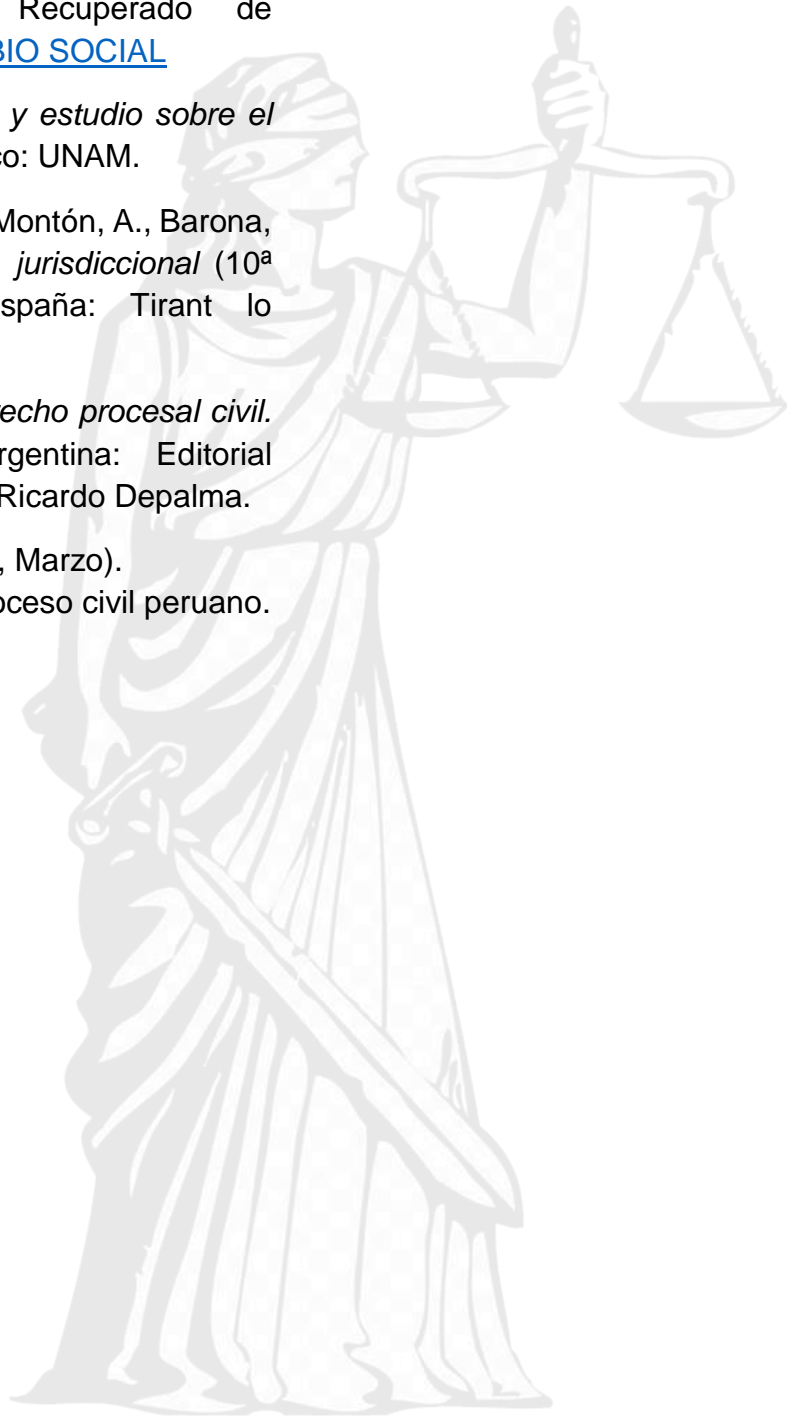 Recuperado de
BIO SOCIAL
y estudio sobre el
co: UNAM.
Montón, A., Barona,
jurisdiccional (10ª
spaña: Tirant lo
recho procesal civil.
rgentina: Editorial
Ricardo Depalma.
, Marzo).
oceso civil peruano.